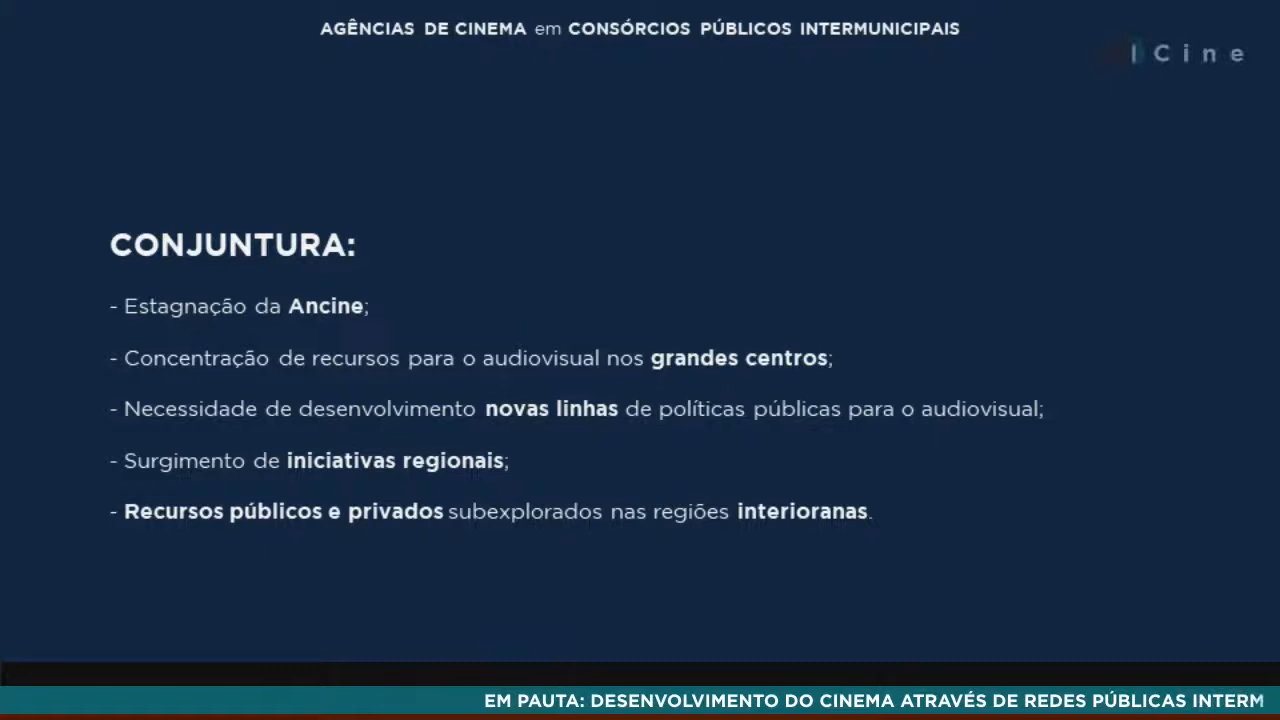 AGÊNCIAS DE CINEMA em CONSÓRCIOS PÚBLICOS INTERMUNICIPAIS
| C i n e
CONJUNTURA:
- Estagnação da Ancine;
- Concentração de recursos para o audiovisual nos grandes centros;
- Necessidade de desenvolvimento novas linhas de políticas públicas para o audiovisual;
- Surgimento de iniciativas regionais;
- Recursos públicos e privados subexplorados nas regiões interioranas.
EM PAUTA: DESENVOLVIMENTO DO CINEMA ATRAVÉS DE REDES PÚBLICAS INTERM